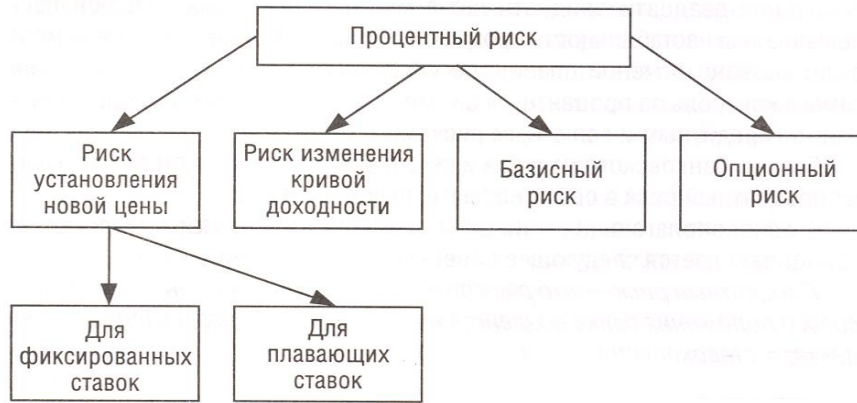 Процентный риск
Риск
установления
новой цены
Риск изменения
кривой
доходности
Базисный
риск
Опционный
риск
Для
фиксированных
ставок
Для
плавающих
ставок